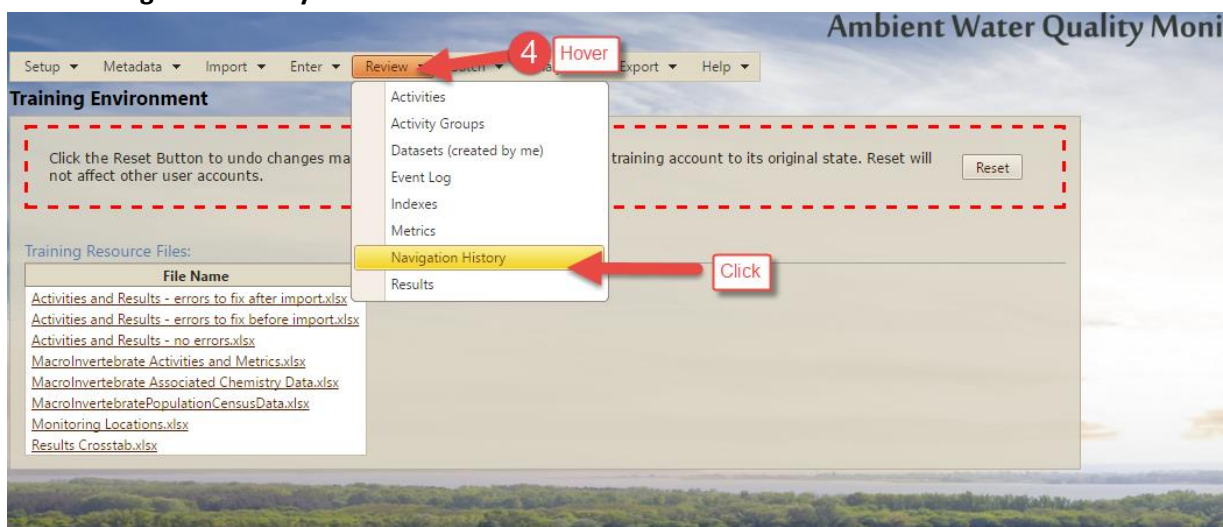 Ambient Water Quality Moni
4 Hover
Setup Metadata Import Enter Review Export Help
Training Environment
Activities
Activity Groups
Datasets (created by me)
Event Log
Indexes
Metrics
Navigation History
Results
Click the Reset Button to undo changes ma training account to its original state. Reset will
not affect other user accounts.
Reset
Click
Training Resource Files:
File Name
Activities and Results - errors to fix after import.xlsx
Activities and Results - errors to fix before import.xlsx
Activities and Results - no errors.xlsx
MacroInvertebrate Activities and Metrics.xlsx
MacroInvertebrate Associated Chemistry Data.xlsx
MacroInvertebratePopulationCensusData.xlsx
Monitoring Locations.xlsx
Results Crosstab.xlsx